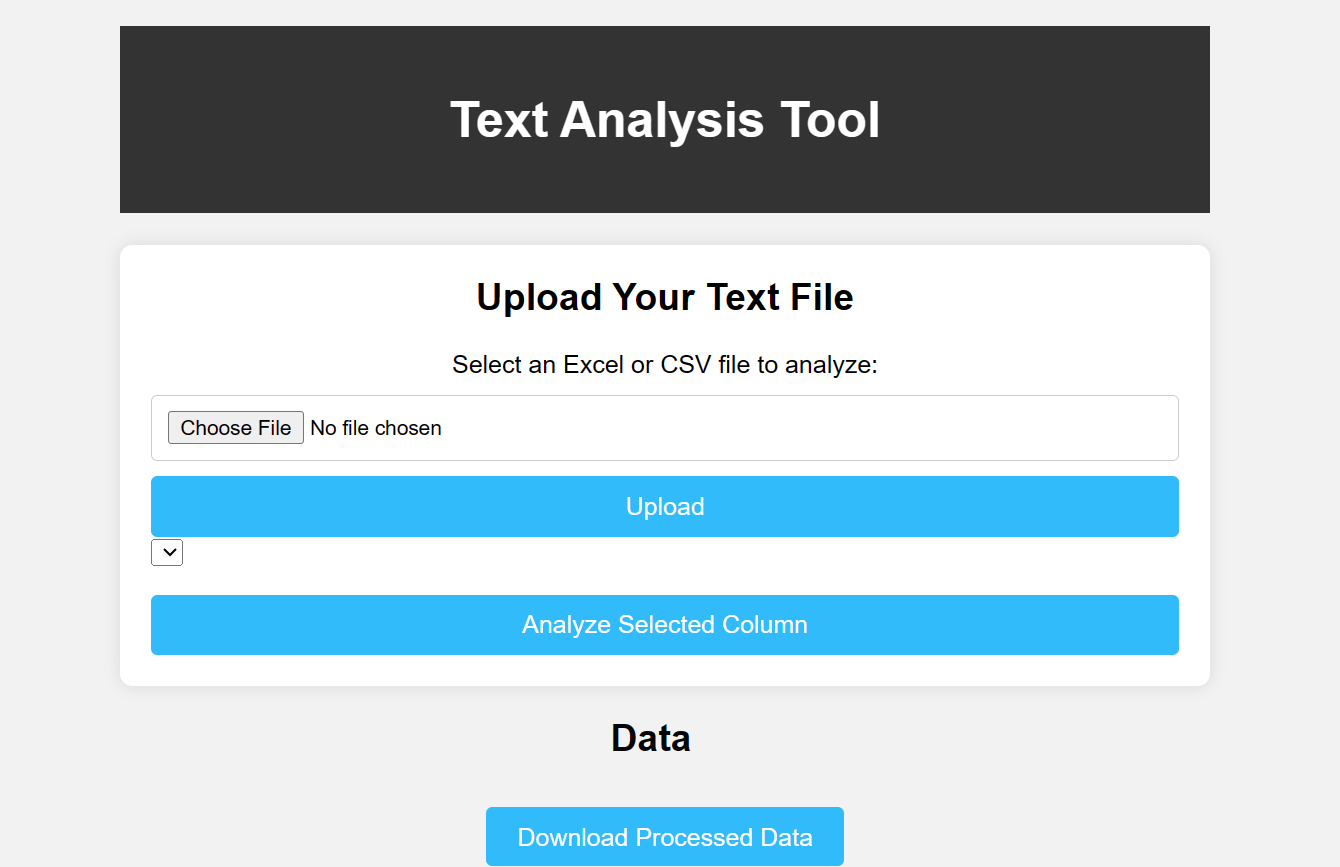 Text Analysis Tool
Upload Your Text File
Select an Excel or CSV file to analyze:
Choose File No file chosen
Upload
Analyze Selected Column
Data
Download Processed Data